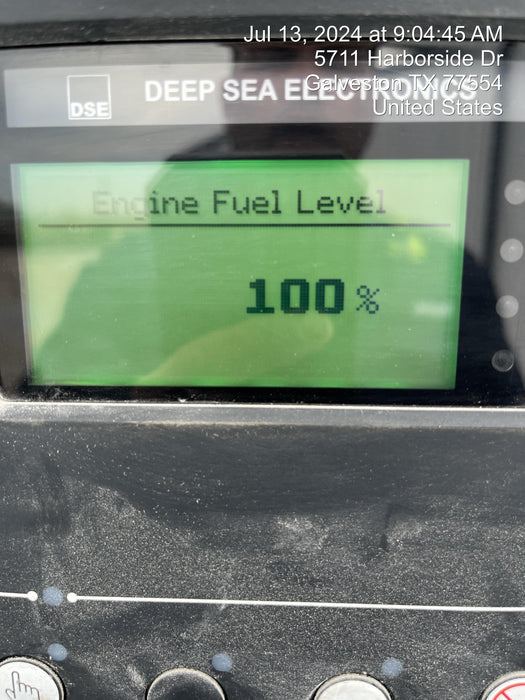 Jul 13, 2024 at 9:04:45 AM
5711 Harborside Dr
Galveston TX 77554
United States
DSE
DEEP SEA ELECTRONICS
Engine Fuel Level
100 %